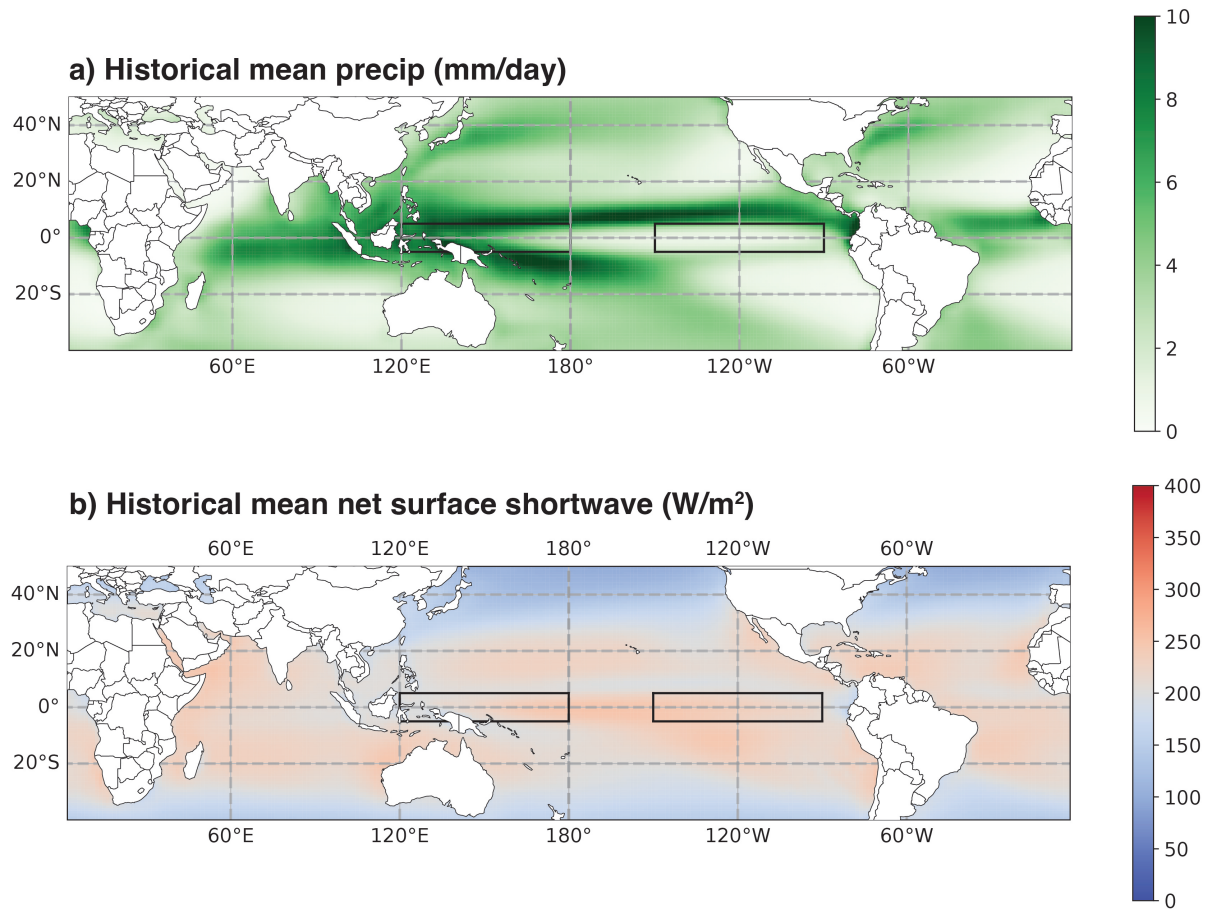 a) Historical mean precip (mm/day)
40°N
20°N
0°
20°S
60°E 120°E 180° 120°W 60°W
10
8
6
4
2
0
b) Historical mean net surface shortwave (W/m²)
60°E 120°E 180° 120°W 60°W
40°N
20°N
0°
20°S
60°E 120°E 180° 120°W 60°W
400
350
300
250
200
150
100
50
0